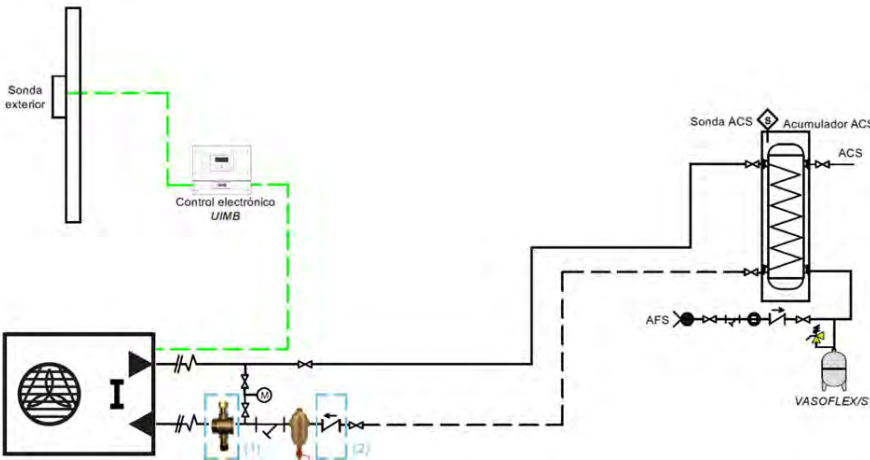 Sonda
exterior
Control electrónico
UIMB
Sonda ACS
S
Acumulador ACS
ACS
AFS
I
M
(1)
(2)
VASOFLEX/S